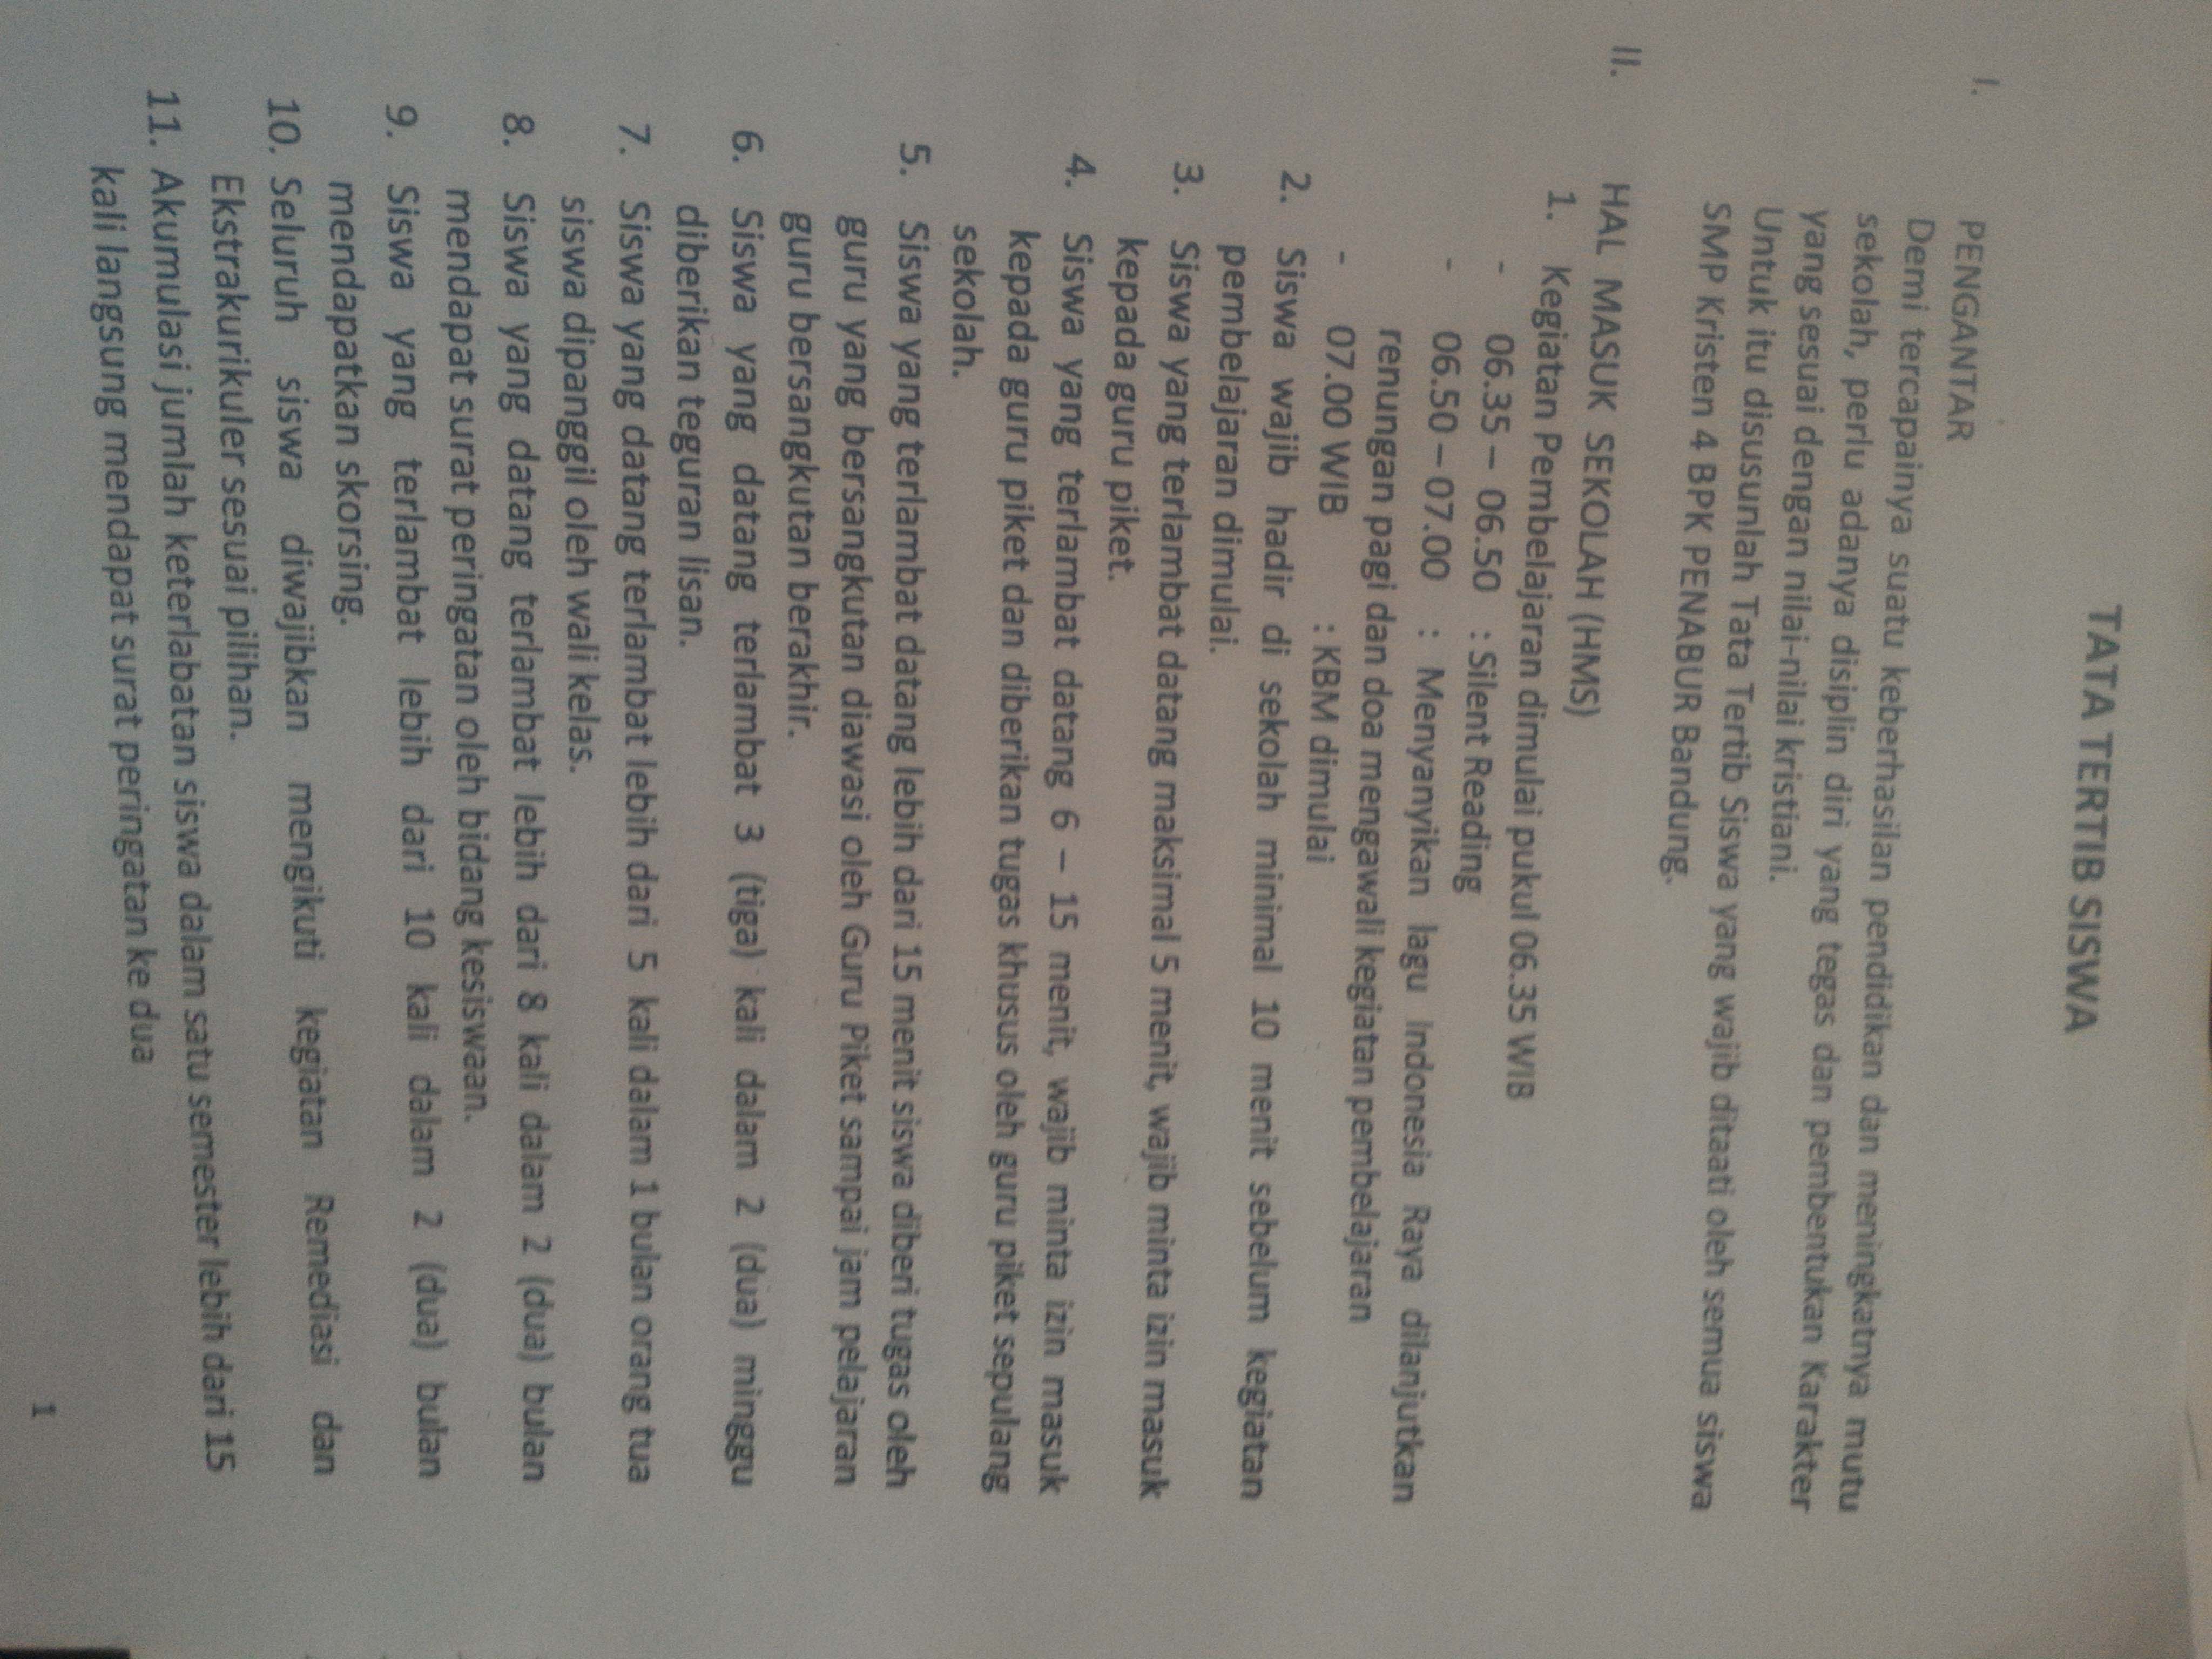 TATA TERTIB SISWA
I. PENGANTAR
Demi tercapainya suatu keberhasilan pendidikan dan meningkatnya mutu
sekolah, perlu adanya disiplin diri yang tegas dan pembentukan Karakter
yang sesuai dengan nilai-nilai kristiani.
Untuk itu disusunlah Tata Tertib Siswa yang wajib ditaati oleh semua siswa
SMP Kristen 4 BPK PENABUR Bandung.
II. HAL MASUK SEKOLAH (HMS)
1. Kegiatan Pembelajaran dimulai pukul 06.35 WIB
- 06.35 – 06.50 : Silent Reading
- 06.50 – 07.00 : Menyanyikan lagu Indonesia Raya dilanjutkan
renungan pagi dan doa mengawali kegiatan pembelajaran
- 07.00 WIB : KBM dimulai
2. Siswa wajib hadir di sekolah minimal 10 menit sebelum kegiatan
pembelajaran dimulai.
3. Siswa yang terlambat datang maksimal 5 menit, wajib minta izin masuk
kepada guru piket.
4. Siswa yang terlambat datang 6 – 15 menit, wajib minta izin masuk
kepada guru piket dan diberikan tugas khusus oleh guru piket sepulang
sekolah.
5. Siswa yang terlambat datang lebih dari 15 menit siswa diberi tugas oleh
guru yang bersangkutan diawasi oleh Guru Piket sampai jam pelajaran
guru bersangkutan berakhir.
6. Siswa yang datang terlambat 3 (tiga) kali dalam 2 (dua) minggu
diberikan teguran lisan.
7. Siswa yang datang terlambat lebih dari 5 kali dalam 1 bulan orang tua
siswa dipanggil oleh wali kelas.
8. Siswa yang datang terlambat lebih dari 8 kali dalam 2 (dua) bulan
mendapat surat peringatan oleh bidang kesiswaan.
9. Siswa yang terlambat lebih dari 10 kali dalam 2 (dua) bulan
mendapatkan skorsing.
10. Seluruh siswa diwajibkan mengikuti kegiatan Remediasi dan
Ekstrakurikuler sesuai pilihan.
11. Akumulasi jumlah keterlabatan siswa dalam satu semester lebih dari 15
kali langsung mendapat surat peringatan ke dua
1